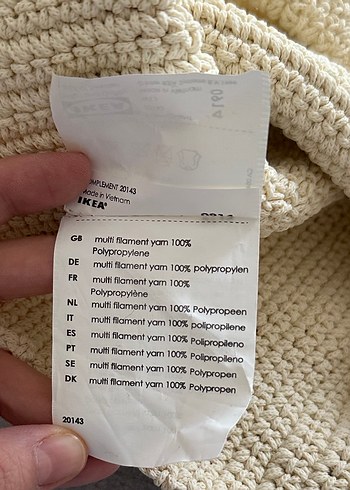 0914
OMPLEMENT 20143
Made in Vietnam
IKEA®
GB multi filament yarn 100%
Polypropylene
DE multi filament yarn 100% polypropylen
FR multi filament yarn 100%
Polypropylène
NL multi filament yarn 100% Polypropeen
IT multi filament yarn 100% polipropilene
ES multi filament yarn 100% Polipropileno
PT multi filament yarn 100% Polipropileno
SE multi filament yarn 100% Polypropen
DK multi filament yarn 100% Polypropen
20143